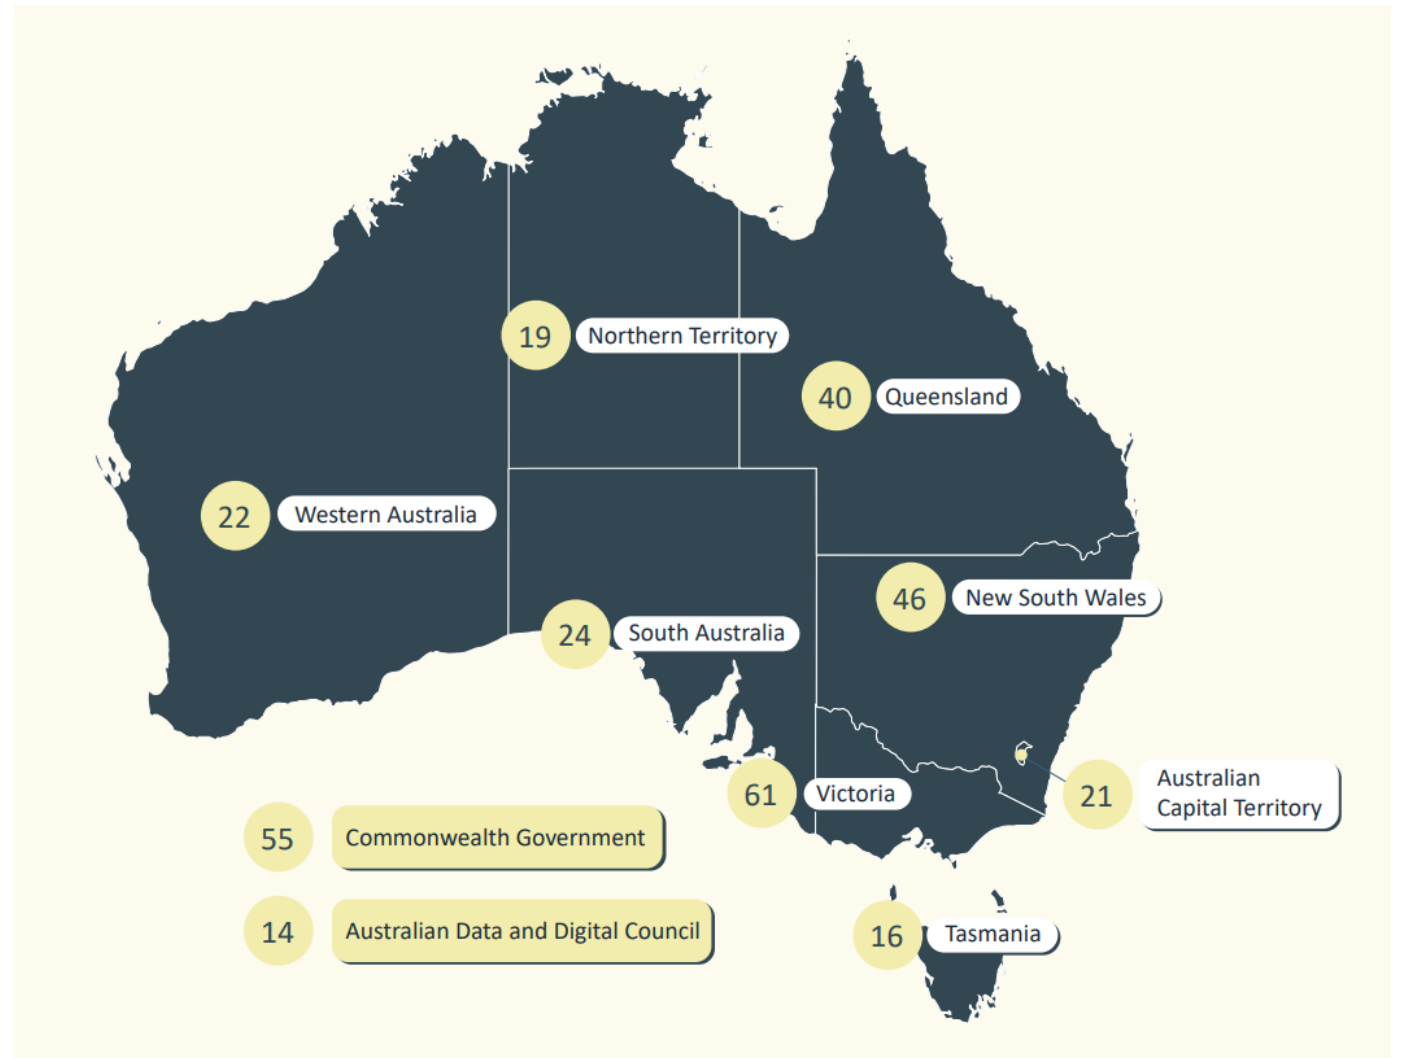 19 Northern Territory
40 Queensland
22 Western Australia
46 New South Wales
24 South Australia
61 Victoria
21 Australian
Capital Territory
55 Commonwealth Government
14 Australian Data and Digital Council
16 Tasmania